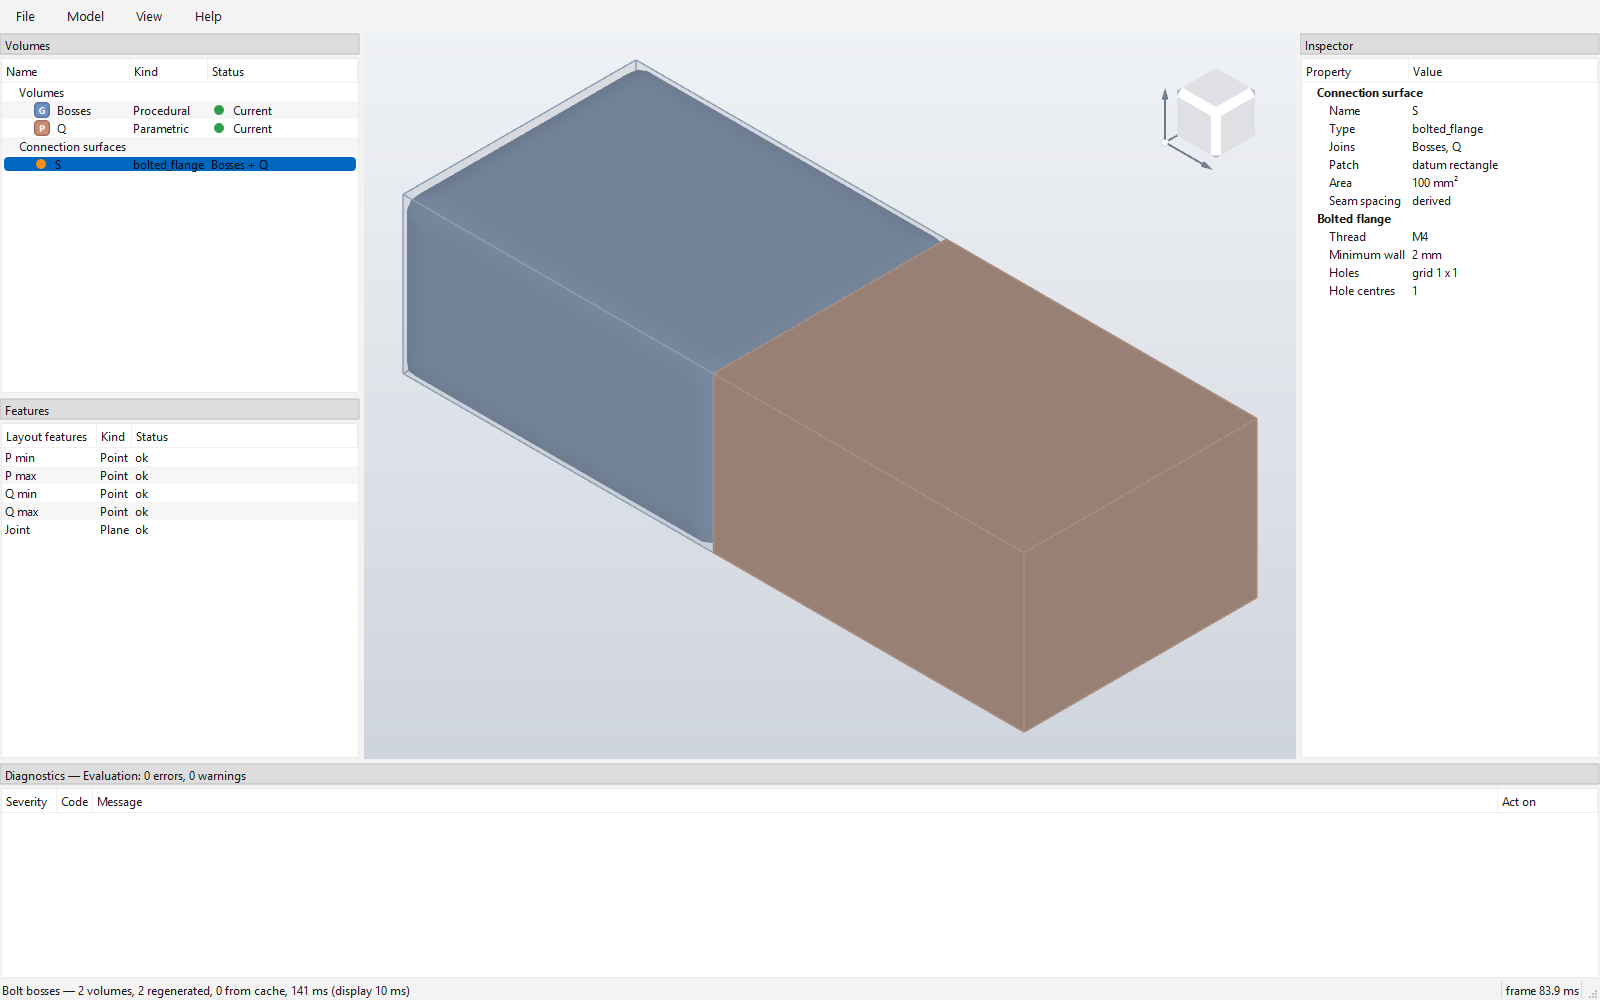 File Model View Help
Volumes
Name Kind Status
Volumes
G Bosses Procedural Current
P Q Parametric Current
Connection surfaces
S bolted_flange Bosses + Q
Features
Layout features Kind Status
P min Point ok
P max Point ok
Q min Point ok
Q max Point ok
Joint Plane ok
Inspector
Property Value
Connection surface
Name S
Type bolted_flange
Joins Bosses, Q
Patch datum rectangle
Area 100 mm²
Seam spacing derived
Bolted flange
Thread M4
Minimum wall 2 mm
Holes grid 1 x 1
Hole centres 1
Diagnostics — Evaluation: 0 errors, 0 warnings
Severity Code Message Act on
Bolt bosses — 2 volumes, 2 regenerated, 0 from cache, 141 ms (display 10 ms)
frame 83.9 ms